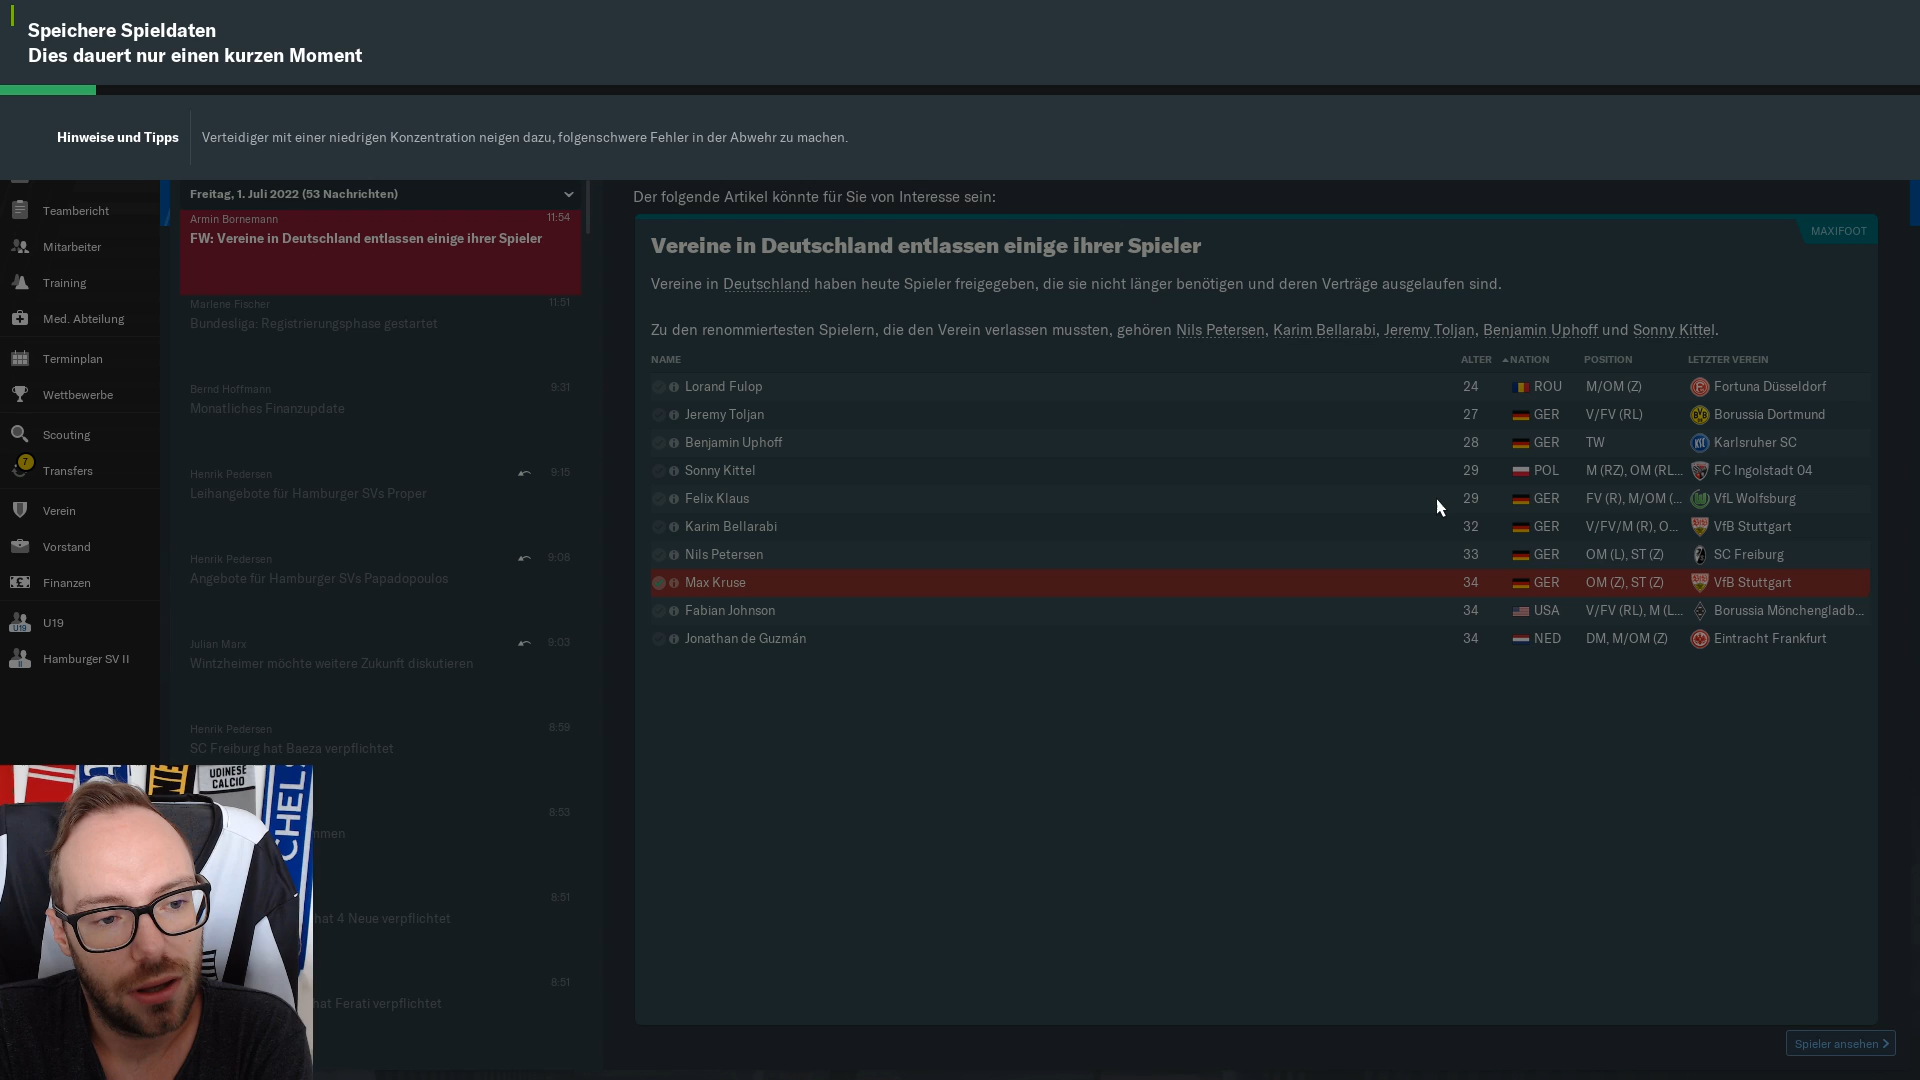 Speichere Spieldaten
Dies dauert nur einen kurzen Moment
Hinweise und Tipps
Verteidiger mit einer niedrigen Konzentration neigen dazu, folgenschwere Fehler in der Abwehr zu machen.
Teambericht
Mitarbeiter
Training
Med. Abteilung
Terminplan
Wettbewerbe
Scouting
7
Transfers
Verein
Vorstand
Finanzen
U19
U19
II
Hamburger SV II
Freitag, 1. Juli 2022 (53 Nachrichten)
Armin Bornemann 11:54
FW: Vereine in Deutschland entlassen einige ihrer Spieler
Marlene Fischer 11:51
Bundesliga: Registrierungsphase gestartet
Bernd Hoffmann 9:31
Monatliches Finanzupdate
Henrik Pedersen 9:15
Leihangebote für Hamburger SVs Proper
Henrik Pedersen 9:08
Angebote für Hamburger SVs Papadopoulos
Julian Marx 9:03
Wintzheimer möchte weitere Zukunft diskutieren
Henrik Pedersen 8:59
SC Freiburg hat Baeza verpflichtet
8:53
mmen
8:51
hat 4 Neue verpflichtet
8:51
hat Ferati verpflichtet
UDINESE
CALCIO
CHEL
Der folgende Artikel könnte für Sie von Interesse sein:
MAXIFOOT
Vereine in Deutschland entlassen einige ihrer Spieler
Vereine in Deutschland haben heute Spieler freigegeben, die sie nicht länger benötigen und deren Verträge ausgelaufen sind.
Zu den renommiertesten Spielern, die den Verein verlassen mussten, gehören Nils Petersen, Karim Bellarabi, Jeremy Toljan, Benjamin Uphoff und Sonny Kittel.
NAME ALTER NATION POSITION LETZTER VEREIN
Lorand Fulop 24 ROU M/OM (Z) Fortuna Düsseldorf
Jeremy Toljan 27 GER V/FV (RL) Borussia Dortmund
Benjamin Uphoff 28 GER TW Karlsruher SC
Sonny Kittel 29 POL M (RZ), OM (RL... FC Ingolstadt 04
Felix Klaus 29 GER FV (R), M/OM (... VfL Wolfsburg
Karim Bellarabi 32 GER V/FV/M (R), O... VfB Stuttgart
Nils Petersen 33 GER OM (L), ST (Z) SC Freiburg
Max Kruse 34 GER OM (Z), ST (Z) VfB Stuttgart
Fabian Johnson 34 USA V/FV (RL), M (L... Borussia Mönchengladb...
Jonathan de Guzmán 34 NED DM, M/OM (Z) Eintracht Frankfurt
Spieler ansehen